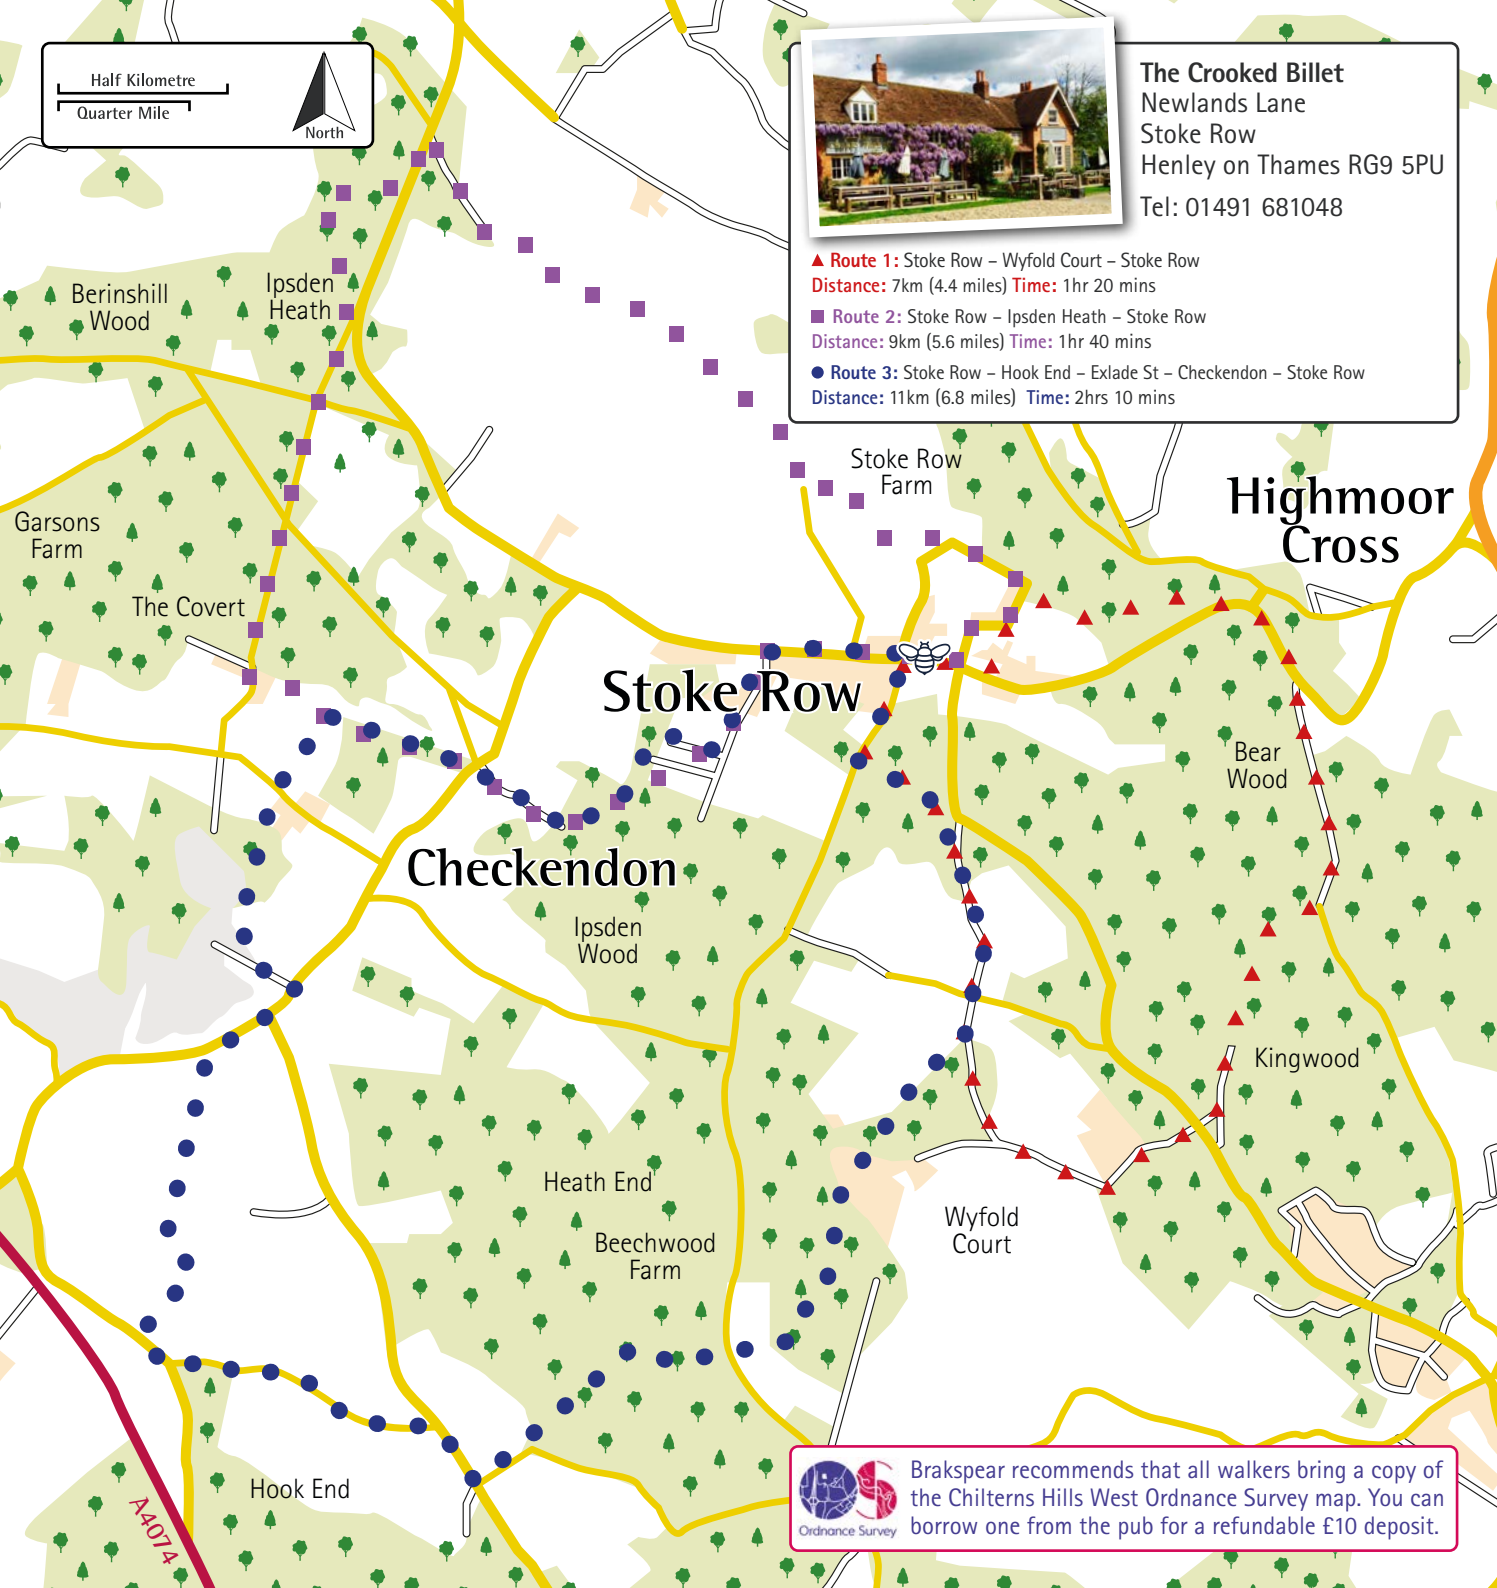 Half Kilometre
Quarter Mile
North
The Crooked Billet
Newlands Lane
Stoke Row
Henley on Thames RG9 5PU
Tel: 01491 681048
Route 1: Stoke Row – Wyfold Court – Stoke Row
Distance: 7km (4.4 miles) Time: 1hr 20 mins
Route 2: Stoke Row – Ipsden Heath – Stoke Row
Distance: 9km (5.6 miles) Time: 1hr 40 mins
Route 3: Stoke Row – Hook End – Exlade St – Checkendon – Stoke Row
Distance: 11km (6.8 miles) Time: 2hrs 10 mins
Berinshill
Wood
Ipsden
Heath
Stoke Row
Farm
Highmoor
Cross
Garsons
Farm
The Covert
Stoke Row
Bear
Wood
Checkendon
Ipsden
Wood
Kingwood
Heath End
Wyfold
Court
Beechwood
Farm
Hook End
A4074
Ordnance Survey
Brakspear recommends that all walkers bring a copy of
the Chilterns Hills West Ordnance Survey map. You can
borrow one from the pub for a refundable £10 deposit.